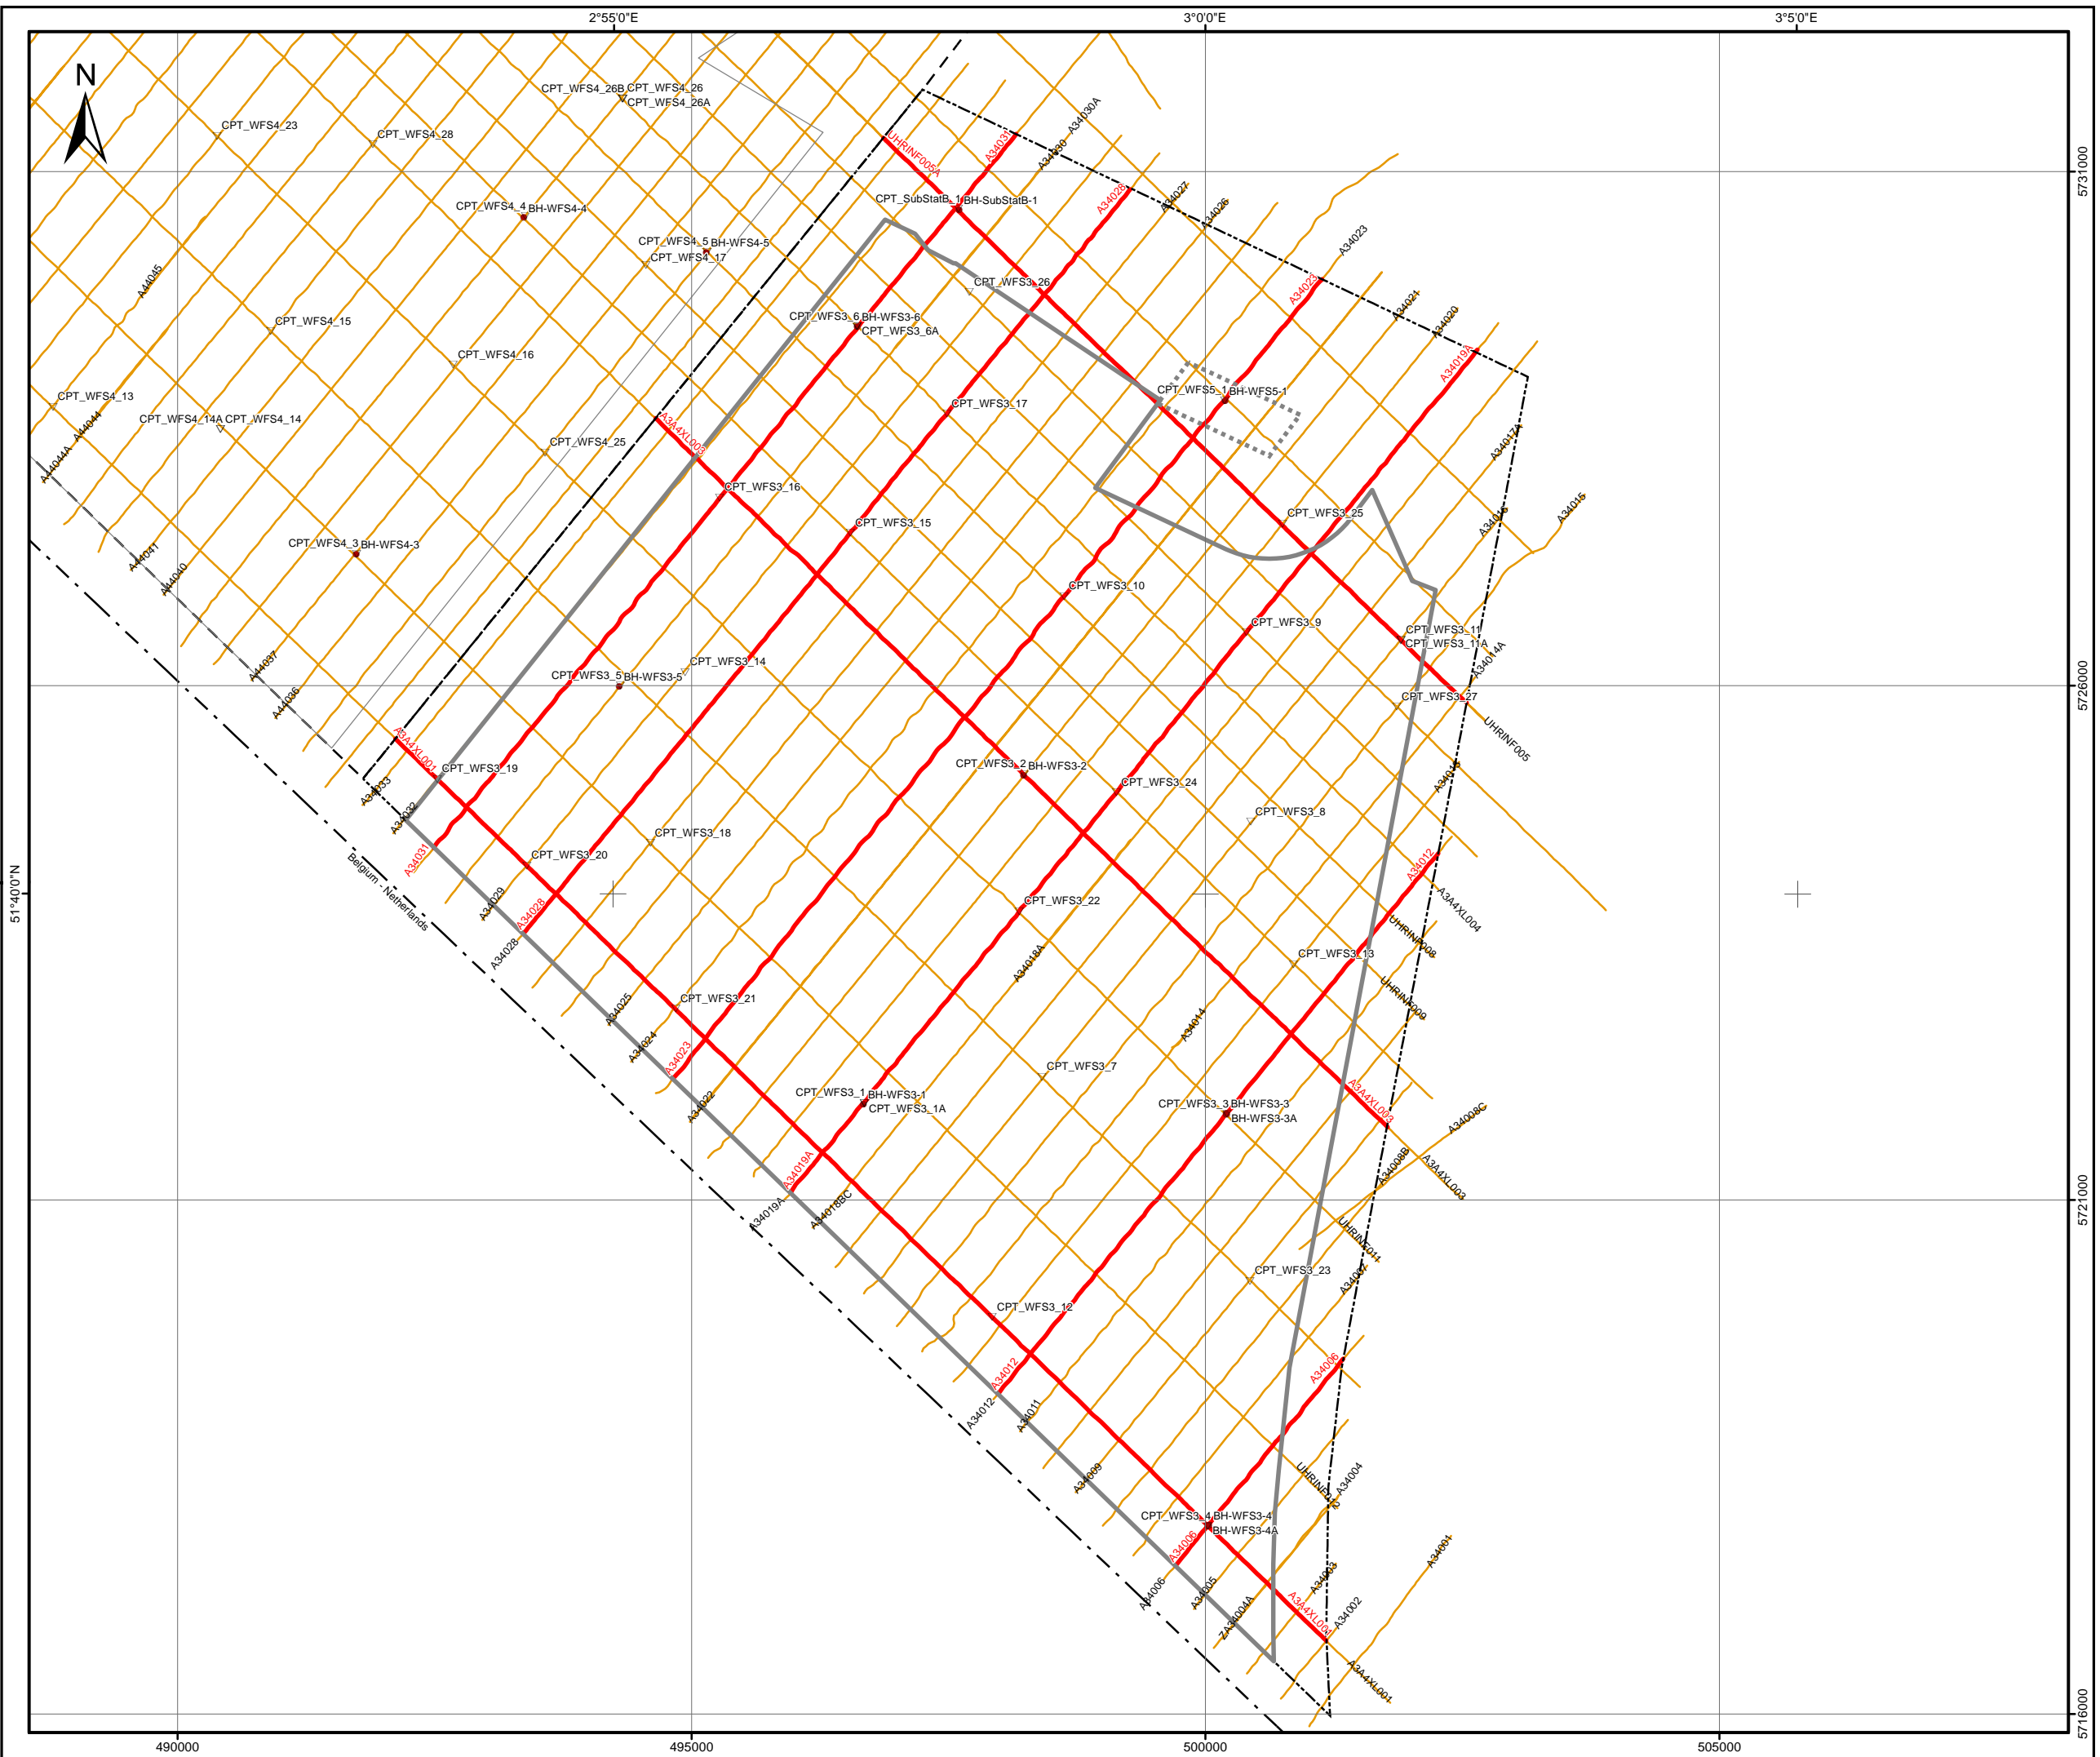 2°55'0"E
3°0'0"E
3°5'0"E
N
CPT_WFS4_26B
CPT_WFS4_26
CPT_WFS4_26A
CPT_WFS4_23
CPT_WFS4_28
UHRINF005A
A34031
A34030
A34030A
5731000
CPT_WFS4_4
BH-WFS4-4
CPT_SubStatB_1
BH-SubStatB-1
A34028
A34027
A34026
CPT_WFS4_5
BH-WFS4-5
CPT_WFS4_17
A34023
A44045
CPT_WFS3_26
A34023
A34021
A34020
CPT_WFS4_15
CPT_WFS3_6
BH-WFS3-6
CPT_WFS3_6A
CPT_WFS4_16
A34019A
CPT_WFS5_1
BH-WFS5-1
CPT_WFS4_13
CPT_WFS3_17
A44044
CPT_WFS4_14A
CPT_WFS4_14
A3A4XL003
CPT_WFS4_25
A34017A
A44044A
CPT_WFS3_16
CPT_WFS3_15
CPT_WFS3_25
A34015
CPT_WFS4_3
BH-WFS4-3
A44041
A44040
CPT_WFS3_10
CPT_WFS3_9
CPT_WFS3_11
CPT_WFS3_11A
A44037
CPT_WFS3_14
A34014A
CPT_WFS3_5
BH-WFS3-5
5726000
A44036
CPT_WFS3_27
UHRINF005
A3A4XL001
CPT_WFS3_19
CPT_WFS3_2
BH-WFS3-2
A34033
CPT_WFS3_24
A34032
CPT_WFS3_8
CPT_WFS3_18
A34031
CPT_WFS3_20
A34012
Belgium - Netherlands
51°40'0"N
A34029
A34028
A34028
CPT_WFS3_22
A3A4XL004
UHRINF008
CPT_WFS3_13
A34018A
CPT_WFS3_21
UHRINF009
A34025
A34024
A34014
A34023
CPT_WFS3_7
A34022
CPT_WFS3_1
BH-WFS3-1
CPT_WFS3_1A
CPT_WFS3_3
BH-WFS3-3
BH-WFS3-3A
A3A4XL003
A34008C
A34008B
A3A4XL003
A34019A
A34019A
A34018BC
5721000
UHRINF011
CPT_WFS3_23
A34007
CPT_WFS3_12
A34012
A34012
A34011
A34006
A34009
A34004
CPT_WFS3_4
BH-WFS3-4
BH-WFS3-4A
A34006
A34006
A34005
ZA34004A
A34003
A34001
A3A4XL001
A34002
A3A4XL001
5716000
490000
495000
500000
505000